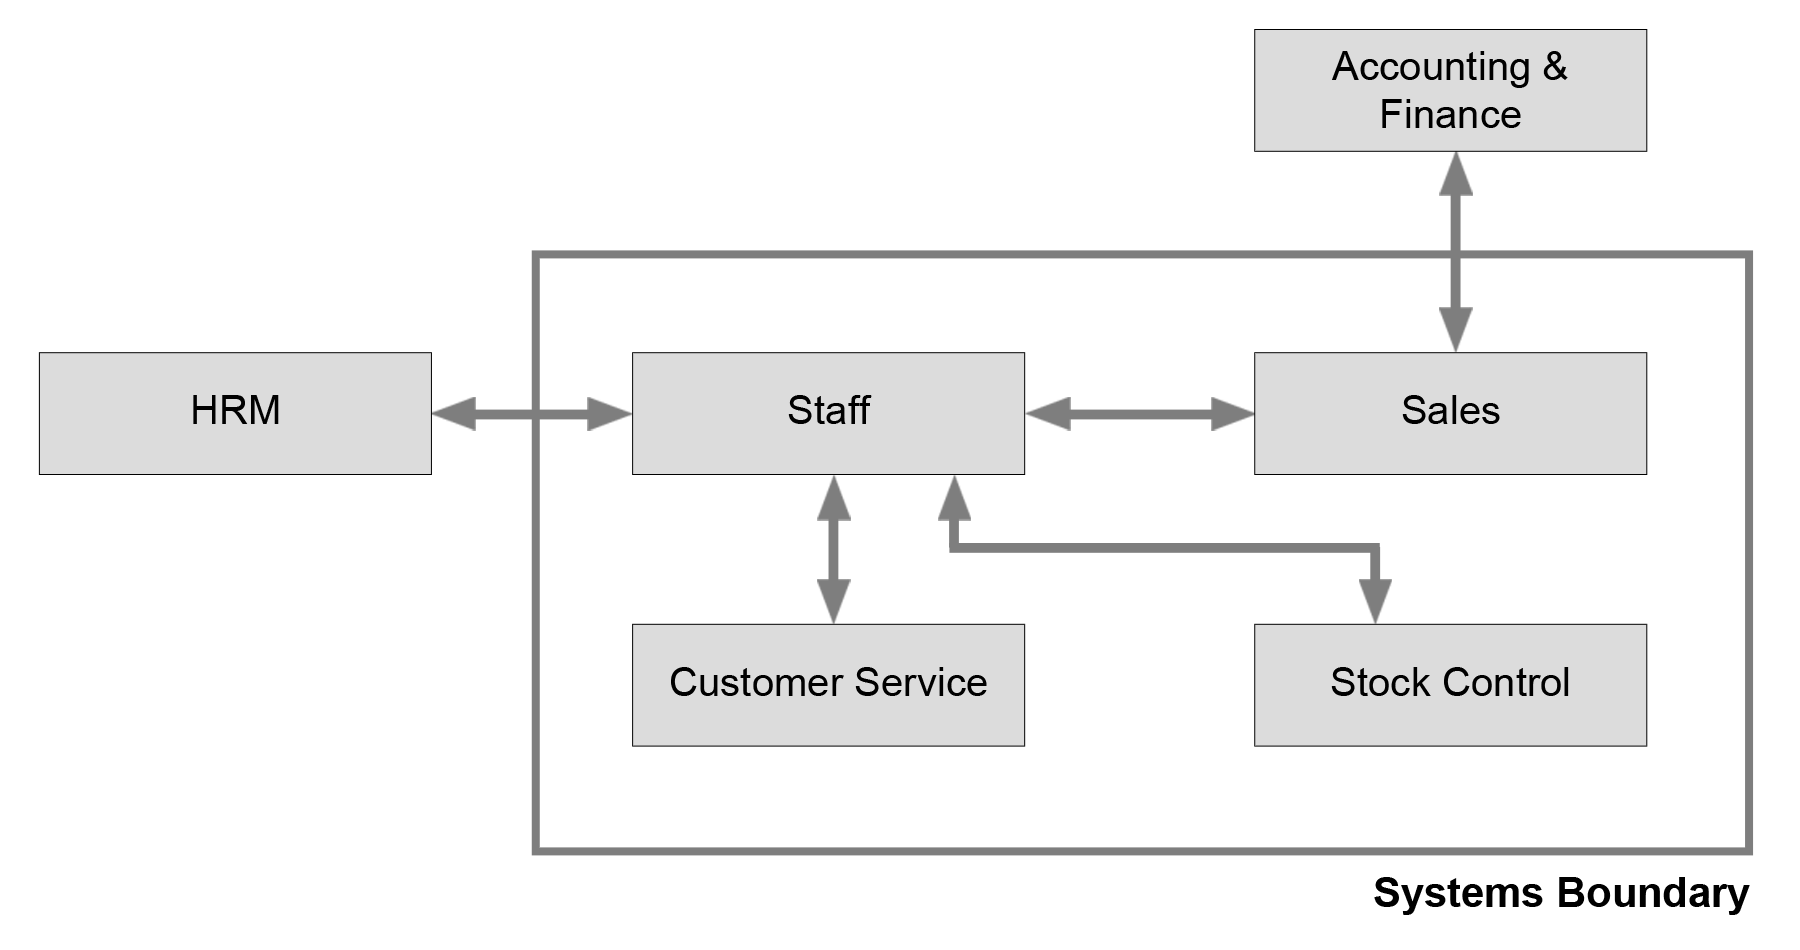 Accounting &
Finance
HRM
Staff
Sales
Customer Service
Stock Control
Systems Boundary